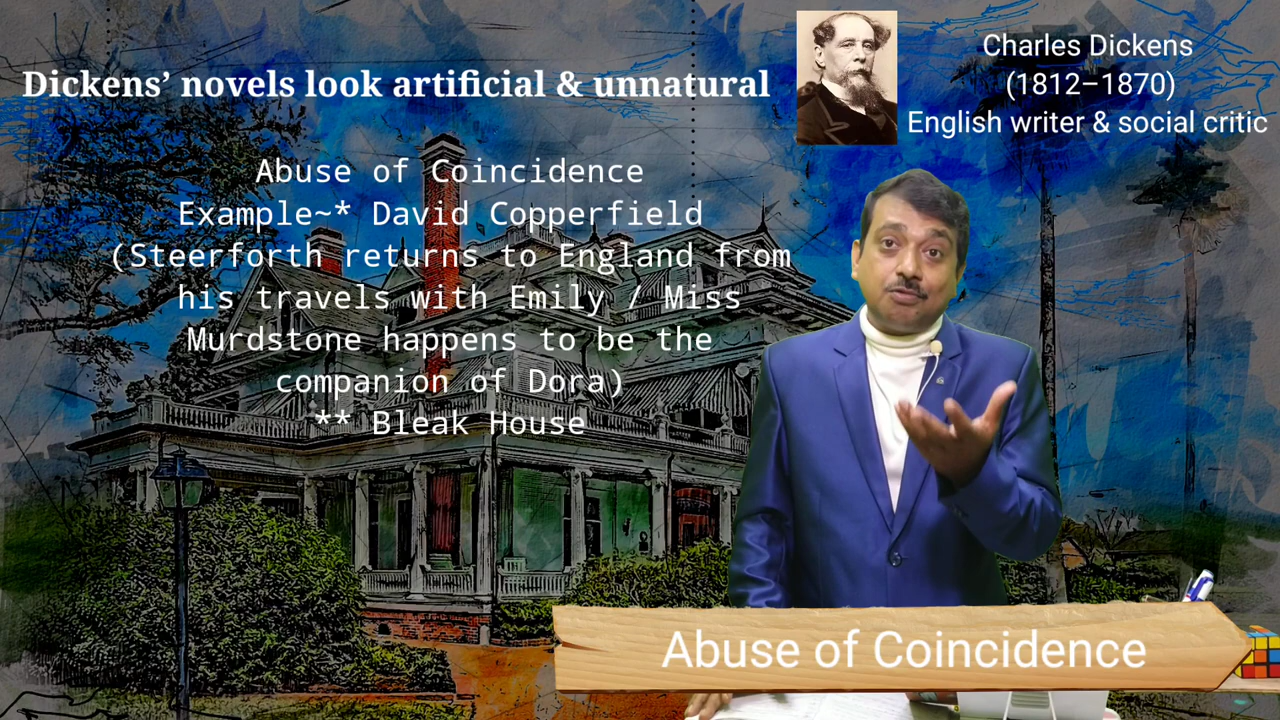 Dickens’ novels look artificial & unnatural
Charles Dickens
(1812–1870)
English writer & social critic
Abuse of Coincidence
Example~* David Copperfield
(Steerforth returns to England from
his travels with Emily / Miss
Murdstone happens to be the
companion of Dora)
** Bleak House
Abuse of Coincidence